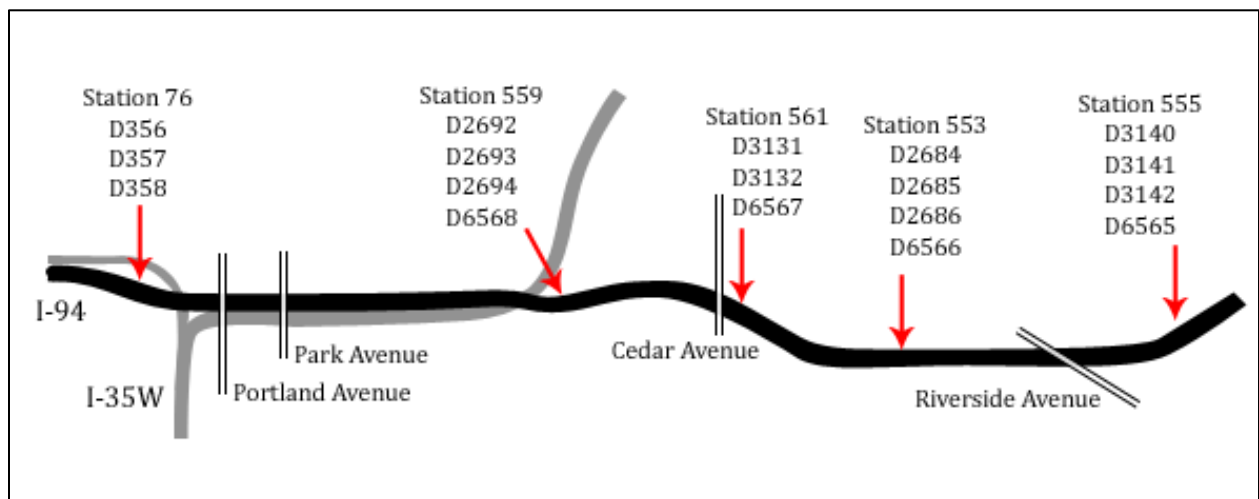 Station 76
D356
D357
D358
Station 559
D2692
D2693
D2694
D6568
Station 561
D3131
D3132
D6567
Station 553
D2684
D2685
D2686
D6566
Station 555
D3140
D3141
D3142
D6565
I-94
I-35W
Park Avenue
Portland Avenue
Cedar Avenue
Riverside Avenue